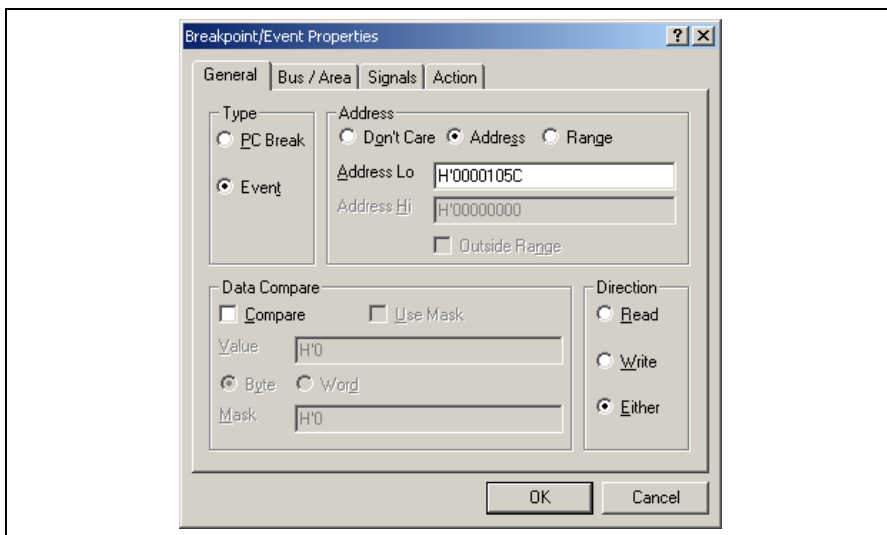 Breakpoint/Event Properties
General Bus / Area Signals Action
Type
PC Break
Event
Address
Don't Care Address Range
Address Lo H'0000105C
Address Hi H'00000000
Outside Range
Data Compare
Compare Use Mask
Value H'0
Byte Word
Mask H'0
Direction
Read
Write
Either
OK Cancel